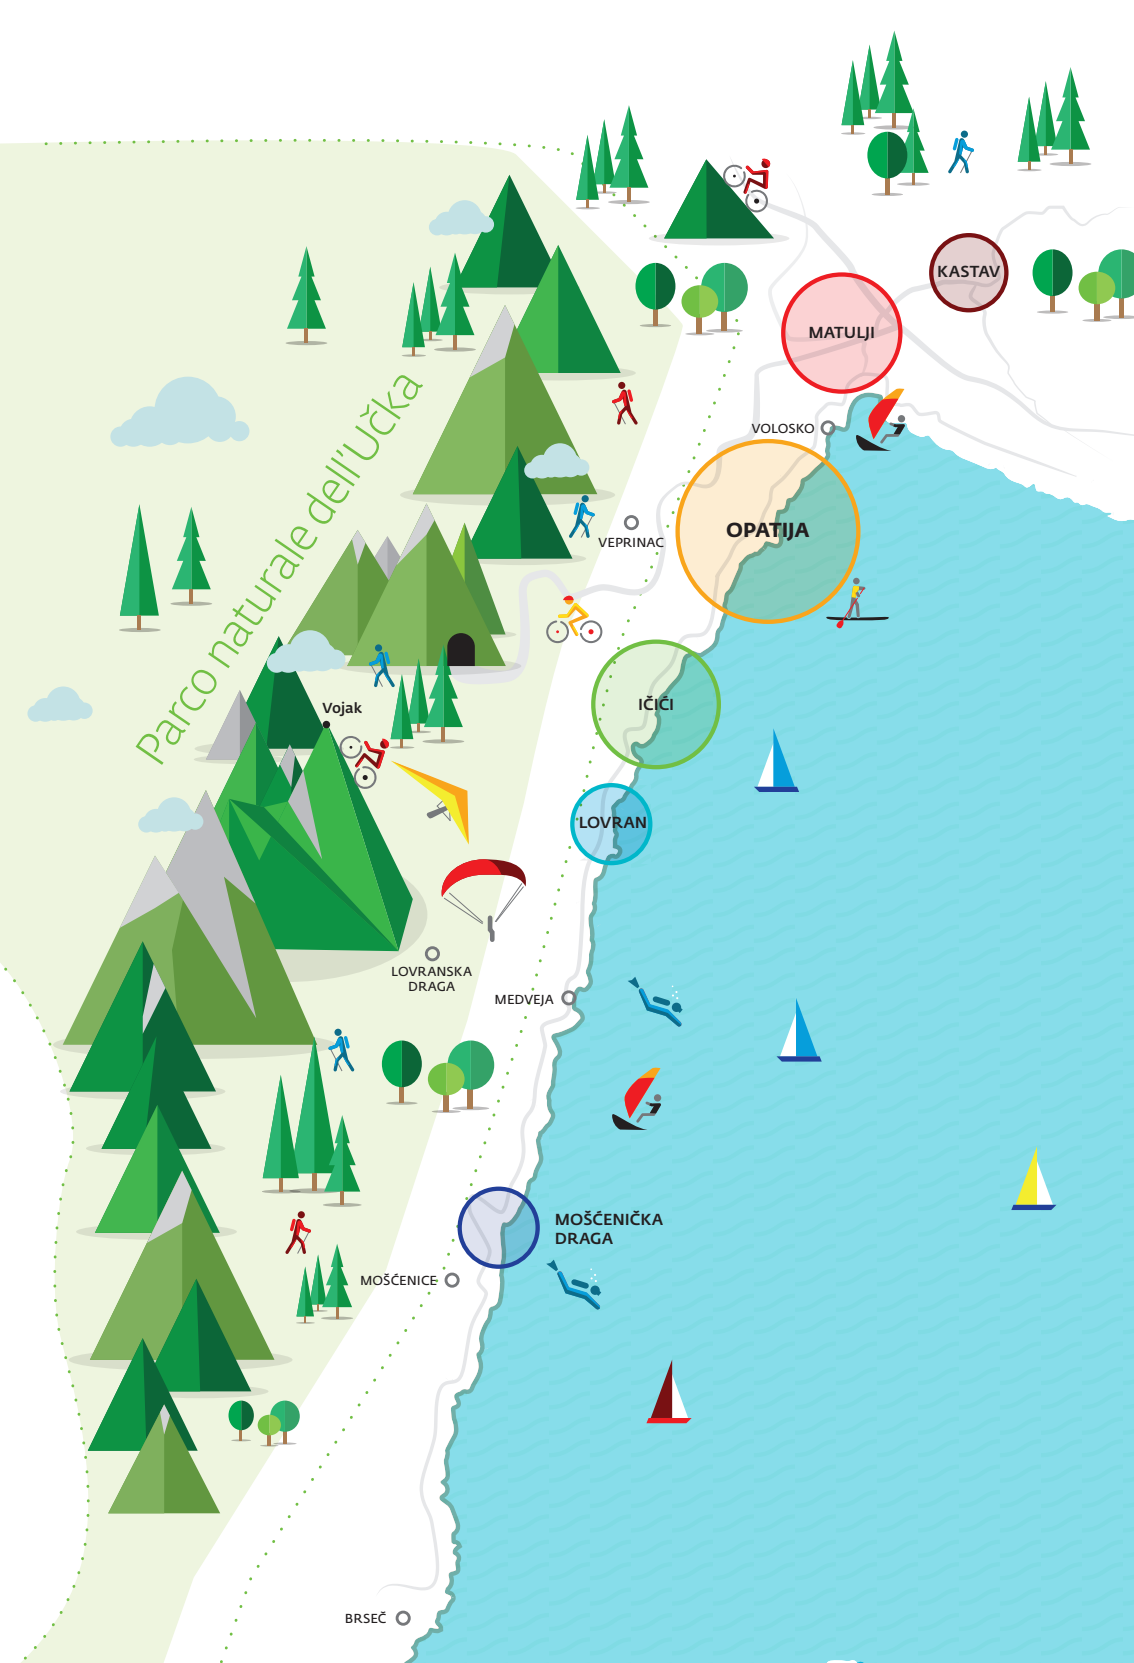 KASTAV
MATULJI
VOLOSKO
OPATIJA
VEPRINAC
Parco naturale dell'Učka
IČIĆI
Vojak
LOVRAN
LOVRANSKA
DRAGA
MEDVEJA
MOŠĆENIČKA
DRAGA
MOŠĆENICE
BRSEČ